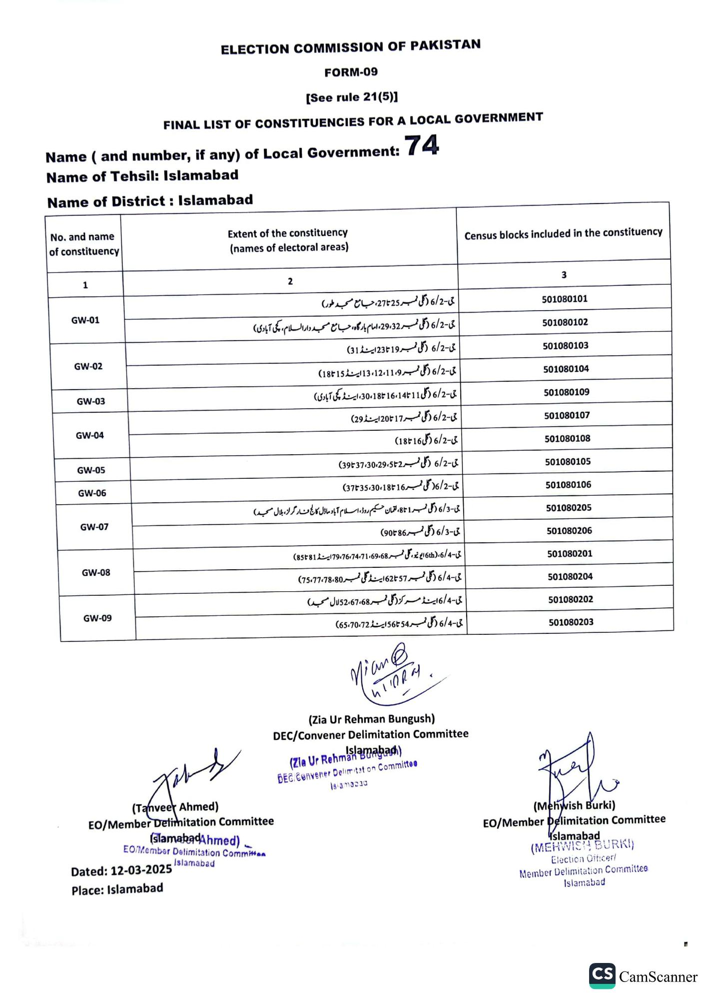 ELECTION COMMISSION OF PAKISTAN
FORM-09
[See rule 21(5)]
FINAL LIST OF CONSTITUENCIES FOR A LOCAL GOVERNMENT
Name ( and number, if any) of Local Government: 74
Name of Tehsil: Islamabad
Name of District : Islamabad
No. and name of constituency
Extent of the constituency (names of electoral areas)
Census blocks included in the constituency
1 2 3
GW-01 جی-6/2 (گلی نمبر 25 تا 27، جامع مسجد طور) 501080101
جی-6/2 (گلی نمبر 29،32، امام بارگاہ، جامع مسجد دارالسلام، کچی آبادی) 501080102
GW-02 جی-6/2 (گلی نمبر 19 تا 23 اینڈ 31) 501080103
جی-6/2 (گلی نمبر 9،11،12،13 اینڈ 15 تا 18) 501080104
GW-03 جی-6/2 (گلی 11 تا 14، 16 تا 18، 30، اینڈ کچی آبادی) 501080109
GW-04 جی-6/2 (گلی نمبر 17 تا 20 اینڈ 29) 501080107
جی-6/2 (گلی 16 تا 18) 501080108
GW-05 جی-6/2 (گلی نمبر 2 تا 5، 29، 30، 37 تا 39) 501080105
GW-06 جی-6/2 (گلی نمبر 16 تا 18، 30، 35 تا 37) 501080106
GW-07 جی-6/3 (گلی نمبر 1 تا 8، لقمان حکیم روڈ، اسلام آباد ماڈل کالج فار گرلز، بلال مسجد) 501080205
جی-6/3 (گلی نمبر 86 تا 90) 501080206
GW-08 جی-6/4، (6th ایونیو، گلی نمبر 68،69،71،74،76،79 اینڈ 81 تا 85) 501080201
جی-6/4 (گلی نمبر 57 تا 62 اینڈ گلی نمبر 75،77،78،80) 501080204
GW-09 جی-6/4 اینڈ مرکز (گلی نمبر 52،67،68 لال مسجد) 501080202
جی-6/4 (گلی نمبر 54 تا 56 اینڈ 65،70،72) 501080203
(Zia Ur Rehman Bungush)
DEC/Convener Delimitation Committee
Islamabad
(Zia Ur Rehman Bungush)
DEC/Convener Delimitation Committee
Islamabad
(Tanveer Ahmed)
EO/Member Delimitation Committee
Islamabad
Ahmed)
EO/Member Delimitation Committee
Islamabad
(Mehwish Burki)
EO/Member Delimitation Committee
Islamabad
(MEHWISH BURKI)
Election Officer/
Member Delimitation Committee
Islamabad
Dated: 12-03-2025
Place: Islamabad
CS CamScanner